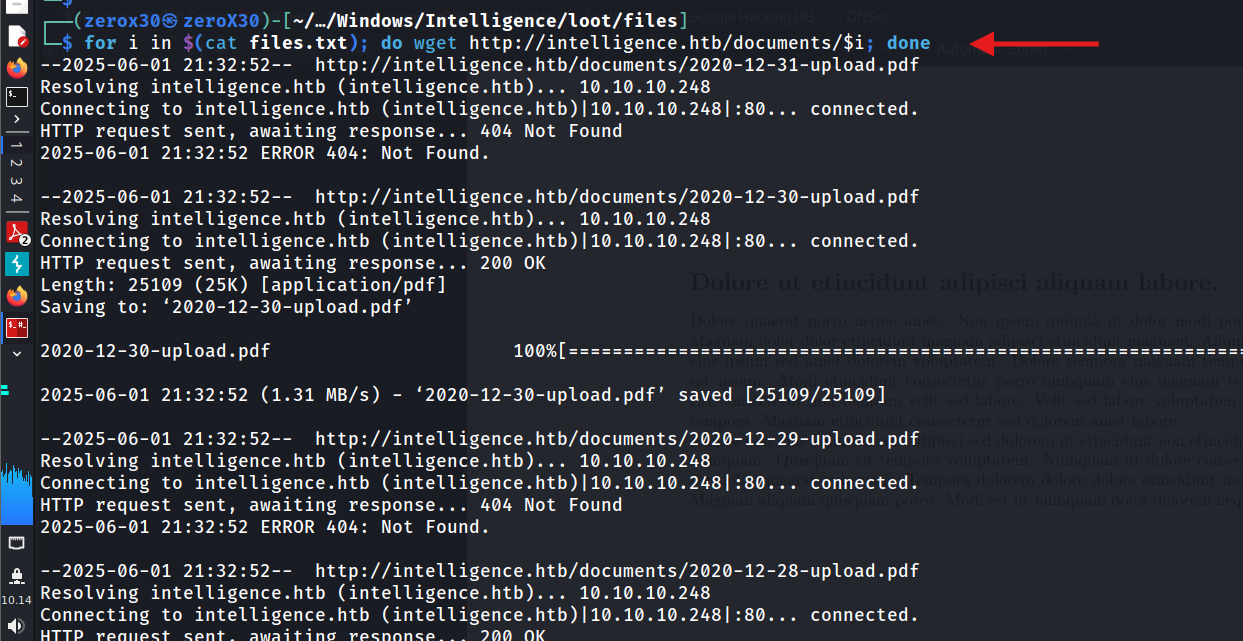 Google Hacking DB OffSec
(zerox30㉿zeroX30)-[~/…/Windows/Intelligence/loot/files]
$ for i in $(cat files.txt); do wget http://intelligence.htb/documents/$i; done
--2025-06-01 21:32:52--  http://intelligence.htb/documents/2020-12-31-upload.pdf
Resolving intelligence.htb (intelligence.htb)... 10.10.10.248
Connecting to intelligence.htb (intelligence.htb)|10.10.10.248|:80... connected.
HTTP request sent, awaiting response... 404 Not Found
2025-06-01 21:32:52 ERROR 404: Not Found.
--2025-06-01 21:32:52--  http://intelligence.htb/documents/2020-12-30-upload.pdf
Resolving intelligence.htb (intelligence.htb)... 10.10.10.248
Connecting to intelligence.htb (intelligence.htb)|10.10.10.248|:80... connected.
HTTP request sent, awaiting response... 200 OK
Length: 25109 (25K) [application/pdf]
Saving to: ‘2020-12-30-upload.pdf’
Dolore ut etincidunt adipisci aliquam labore.
2020-12-30-upload.pdf 100%[==============================================================
2025-06-01 21:32:52 (1.31 MB/s) - ‘2020-12-30-upload.pdf’ saved [25109/25109]
--2025-06-01 21:32:52--  http://intelligence.htb/documents/2020-12-29-upload.pdf
Resolving intelligence.htb (intelligence.htb)... 10.10.10.248
Connecting to intelligence.htb (intelligence.htb)|10.10.10.248|:80... connected.
HTTP request sent, awaiting response... 404 Not Found
2025-06-01 21:32:52 ERROR 404: Not Found.
--2025-06-01 21:32:52--  http://intelligence.htb/documents/2020-12-28-upload.pdf
Resolving intelligence.htb (intelligence.htb)... 10.10.10.248
Connecting to intelligence.htb (intelligence.htb)|10.10.10.248|:80... connected.
HTTP request sent, awaiting response... 200 OK
1
2
3
4
2
10.14